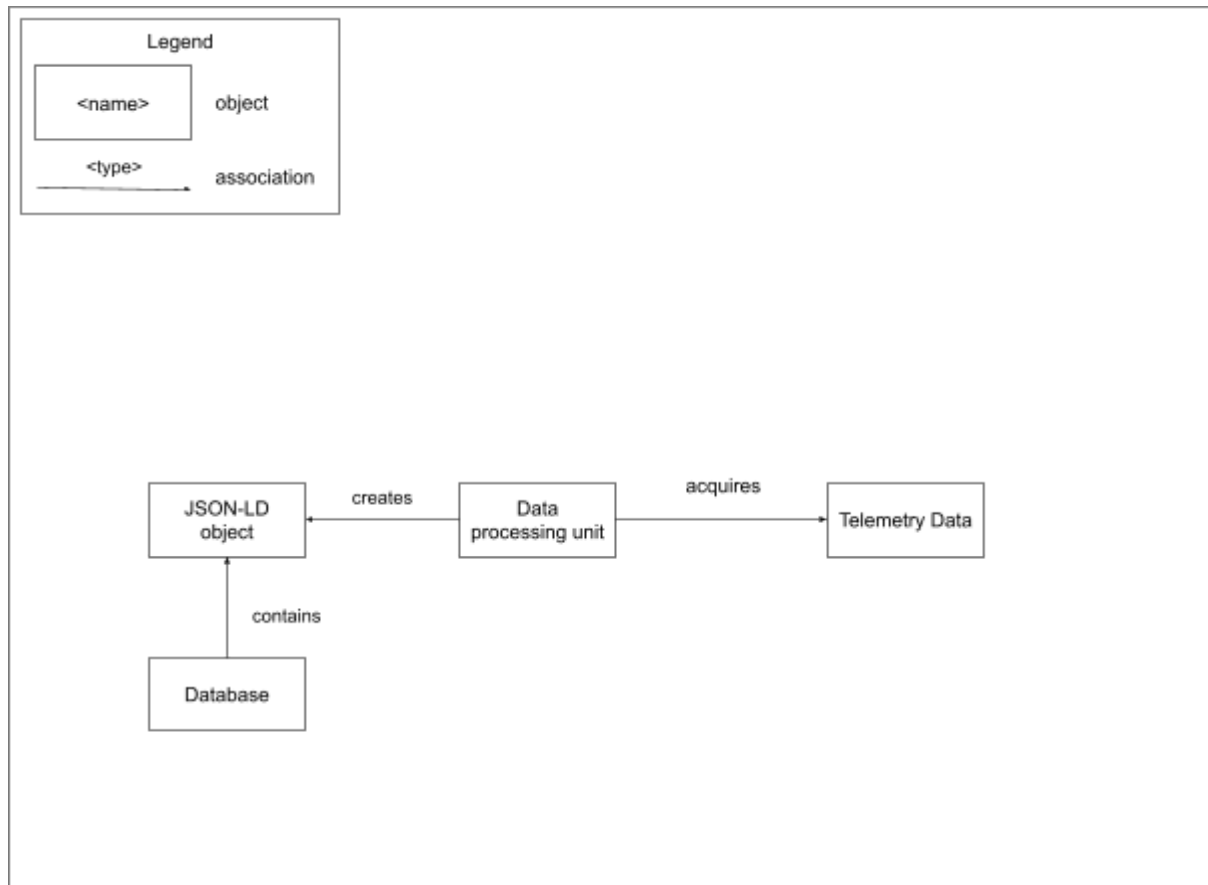 Legend
<name>
object
<type>
association
JSON-LD
object
creates
Data
processing unit
acquires
Telemetry Data
contains
Database